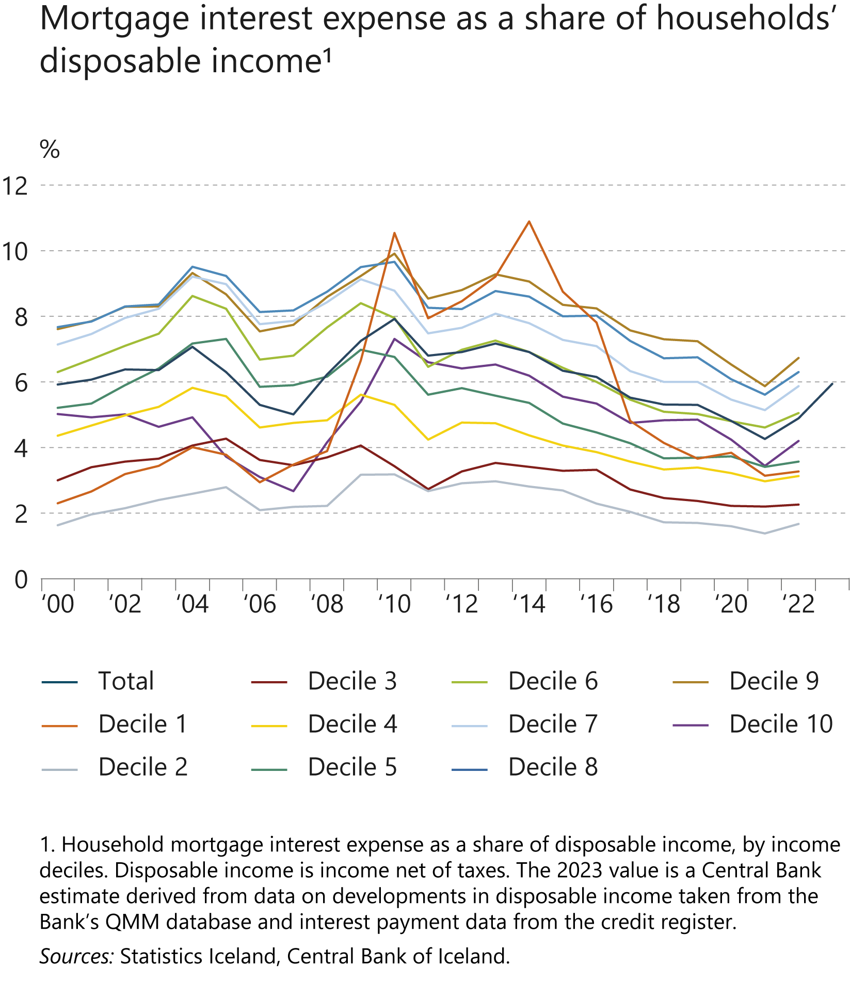 Mortgage interest expense as a share of households’
disposable income¹
%
12
10
8
6
4
2
0
‘00 ‘02 ‘04 ‘06 ‘08 ‘10 ‘12 ‘14 ‘16 ‘18 ‘20 ‘22
Total Decile 3 Decile 6 Decile 9
Decile 1 Decile 4 Decile 7 Decile 10
Decile 2 Decile 5 Decile 8
1. Household mortgage interest expense as a share of disposable income, by income
deciles. Disposable income is income net of taxes. The 2023 value is a Central Bank
estimate derived from data on developments in disposable income taken from the
Bank’s QMM database and interest payment data from the credit register.
Sources: Statistics Iceland, Central Bank of Iceland.